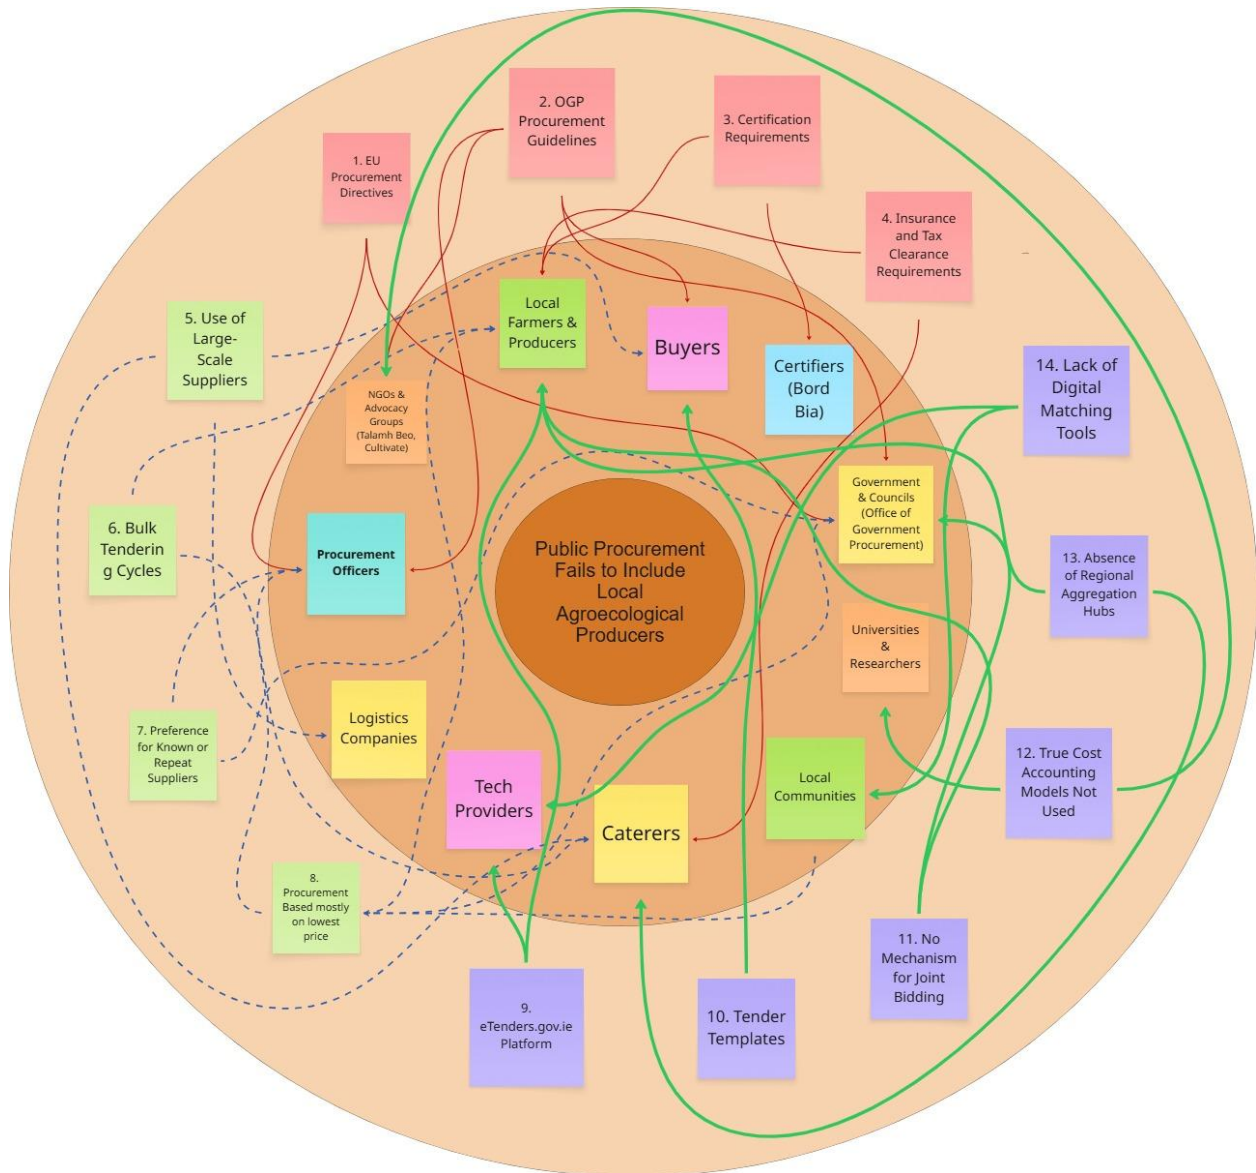 1. EU
Procurement
Directives
2. OGP
Procurement
Guidelines
3. Certification
Requirements
4. Insurance
and Tax
Clearance
Requirements
5. Use of
Large-
Scale
Suppliers
6. Bulk
Tenderin
g Cycles
7. Preference
for Known or
Repeat
Suppliers
8.
Procurement
Based mostly
on lowest
price
9.
eTenders.gov.ie
Platform
10. Tender
Templates
11. No
Mechanism
for Joint
Bidding
12. True Cost
Accounting
Models Not
Used
13. Absence
of Regional
Aggregation
Hubs
14. Lack of
Digital
Matching
Tools
Local
Farmers &
Producers
Buyers
Certifiers
(Bord
Bia)
Government
& Councils
(Office of
Government
Procurement)
Universities
&
Researchers
Local
Communities
Caterers
Tech
Providers
Logistics
Companies
Procurement
Officers
NGOs &
Advocacy
Groups
(Talamh Beo,
Cultivate)
Public Procurement
Fails to Include
Local
Agroecological
Producers